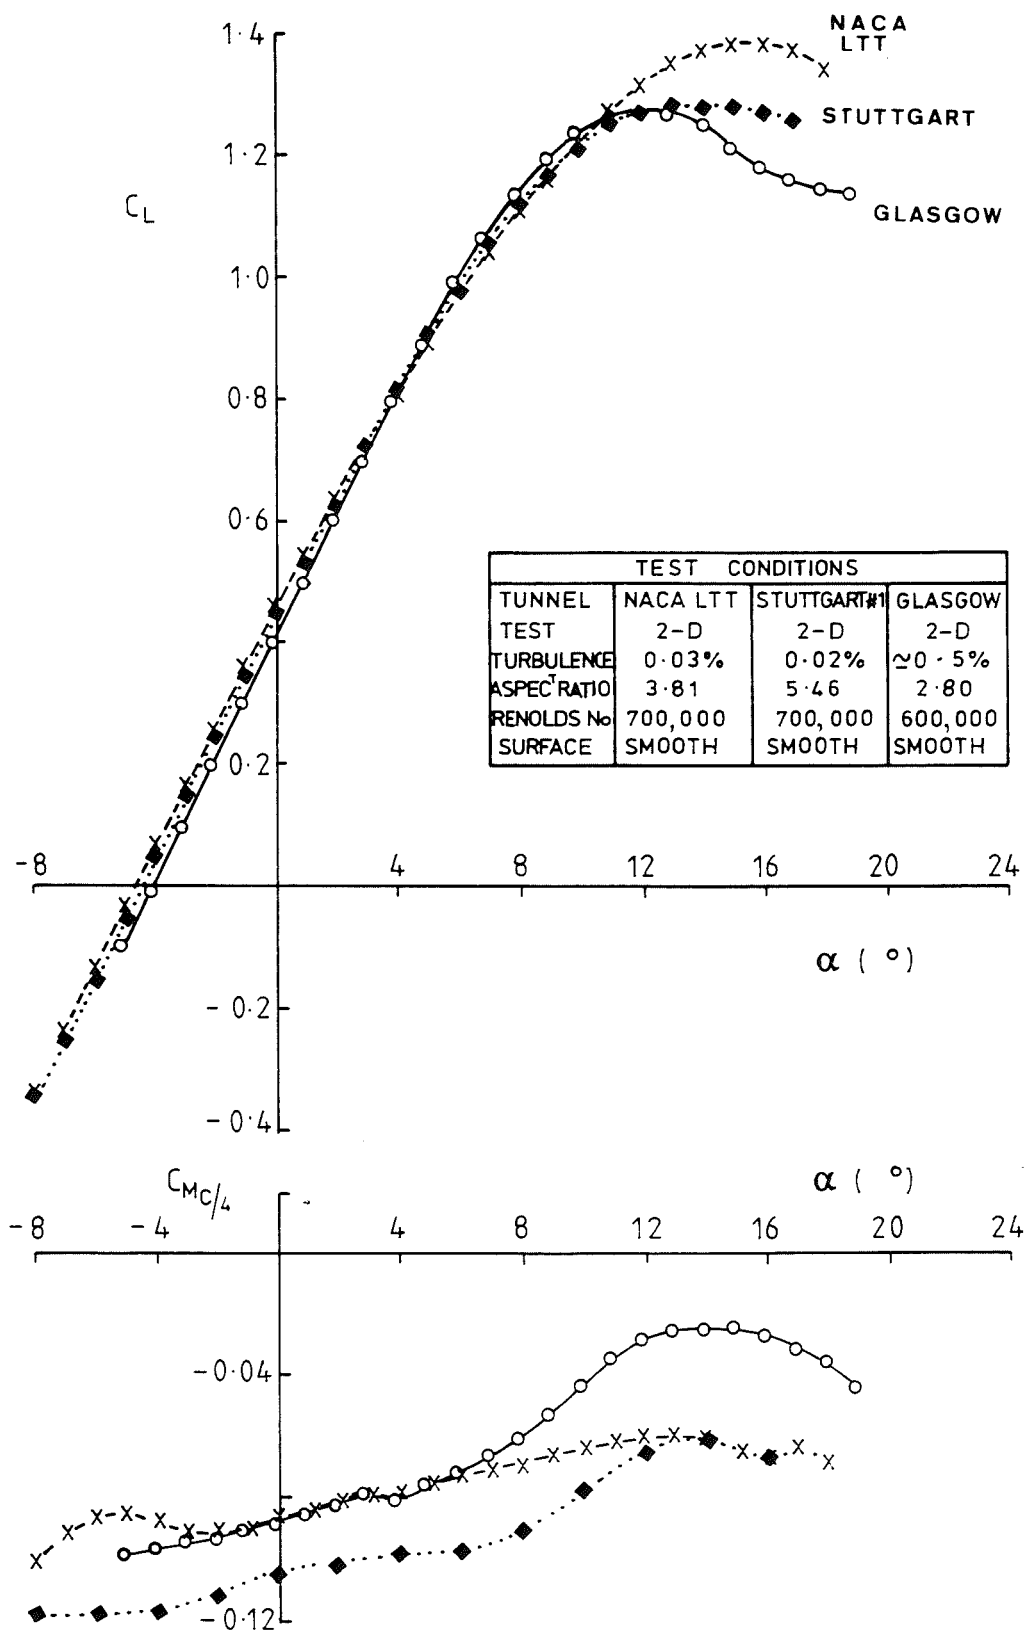 1·4
NACA
LTT
STUTTGART
1·2
C_L
GLASGOW
1·0
0·8
0·6
TEST CONDITIONS
TUNNEL NACA LTT STUTTGART#1 GLASGOW
TEST 2-D 2-D 2-D
TURBULENCE 0·03% 0·02% ≃0·5%
ASPECT RATIO 3·81 5·46 2·80
RENOLDS No 700,000 700,000 600,000
SURFACE SMOOTH SMOOTH SMOOTH
0·2
-8 4 8 12 16 20 24
α (°)
-0·2
-0·4
C_Mc/4
α (°)
-8 -4 4 8 12 16 20 24
-0·04
-0·12